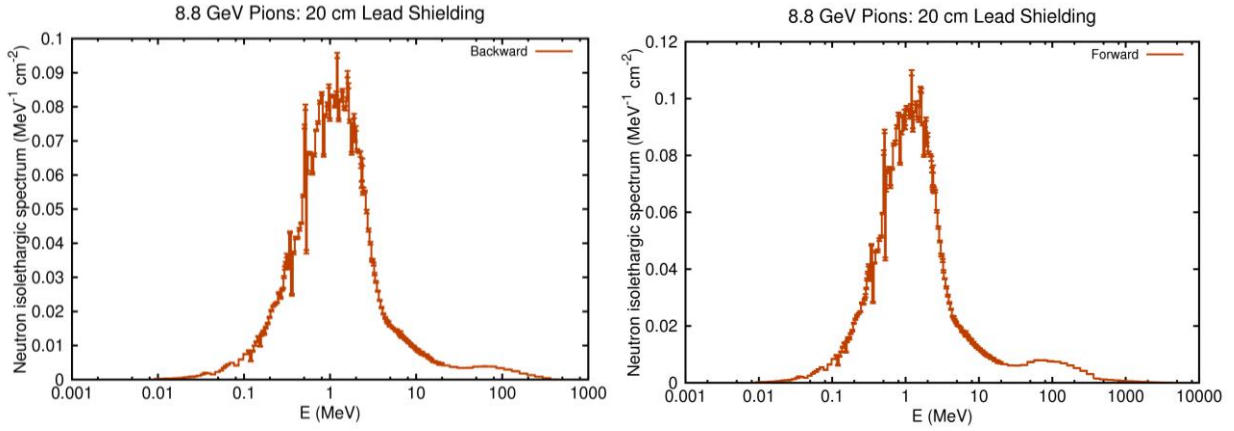 8.8 GeV Pions: 20 cm Lead Shielding
Backward
Neutron isolethargic spectrum (MeV⁻¹ cm⁻²)
0.1
0.09
0.08
0.07
0.06
0.05
0.04
0.03
0.02
0.01
0
0.001 0.01 0.1 1 10 100 1000
E (MeV)
8.8 GeV Pions: 20 cm Lead Shielding
Forward
Neutron isolethargic spectrum (MeV⁻¹ cm⁻²)
0.12
0.1
0.08
0.06
0.04
0.02
0
0.001 0.01 0.1 1 10 100 1000 10000
E (MeV)